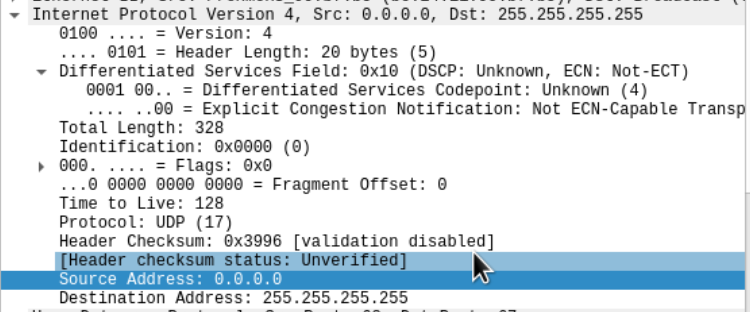 Internet Protocol Version 4, Src: 0.0.0.0, Dst: 255.255.255.255
0100 .... = Version: 4
.... 0101 = Header Length: 20 bytes (5)
Differentiated Services Field: 0x10 (DSCP: Unknown, ECN: Not-ECT)
0001 00.. = Differentiated Services Codepoint: Unknown (4)
.... ..00 = Explicit Congestion Notification: Not ECN-Capable Transp
Total Length: 328
Identification: 0x0000 (0)
000. .... = Flags: 0x0
...0 0000 0000 0000 = Fragment Offset: 0
Time to Live: 128
Protocol: UDP (17)
Header Checksum: 0x3996 [validation disabled]
[Header checksum status: Unverified]
Source Address: 0.0.0.0
Destination Address: 255.255.255.255